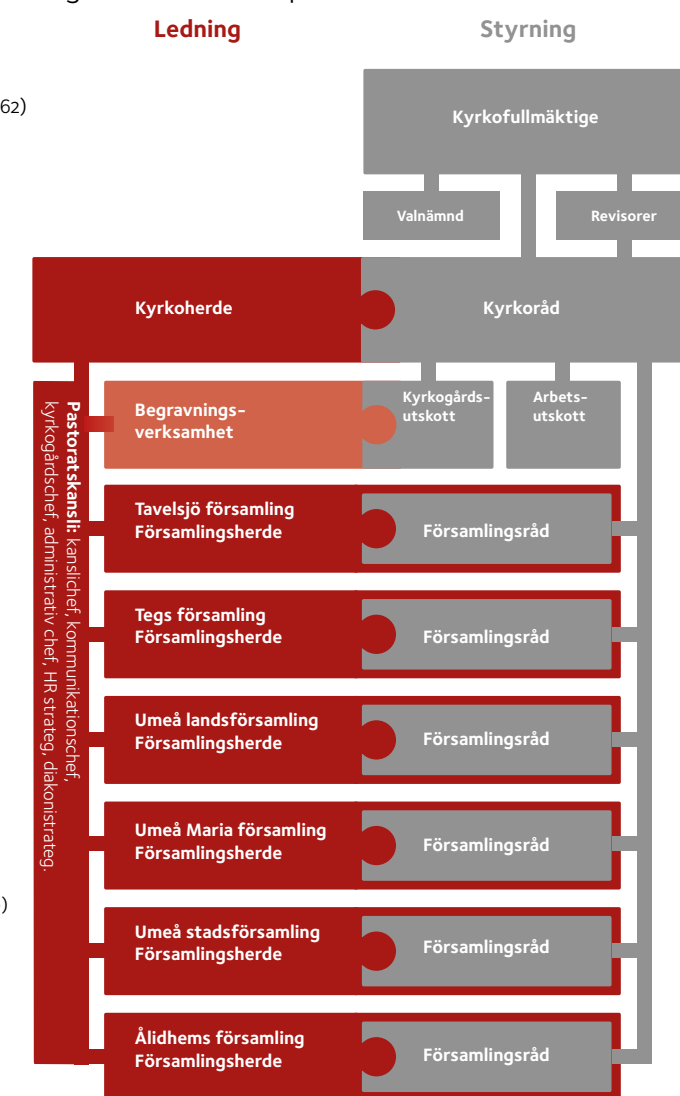 Ledning
Styrning
62)
Kyrkofullmäktige
Valnämnd
Revisorer
Kyrkoherde
Kyrkoråd
Pastoratskansli: kanslichef, kommunikationschef,
kyrkogårdschef, administrativ chef, HR strateg, diakonistrateg.
Begravnings-
verksamhet
Kyrkogårds-
utskott
Arbets-
utskott
Tavelsjö församling
Församlingsherde
Församlingsråd
Tegs församling
Församlingsherde
Församlingsråd
Umeå landsförsamling
Församlingsherde
Församlingsråd
Umeå Maria församling
Församlingsherde
Församlingsråd
)
Umeå stadsförsamling
Församlingsherde
Församlingsråd
Ålidhems församling
Församlingsherde
Församlingsråd